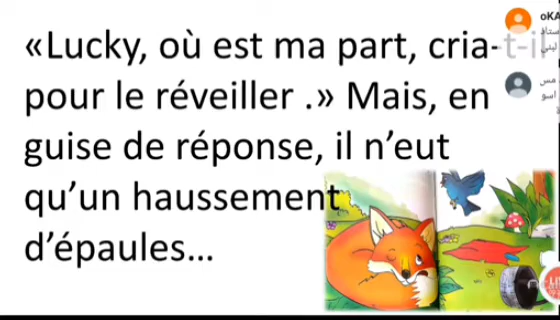 «Lucky, où est ma part, cria-t-il
pour le réveiller .» Mais, en
guise de réponse, il n’eut
qu’un haussement
d’épaules...
oKA